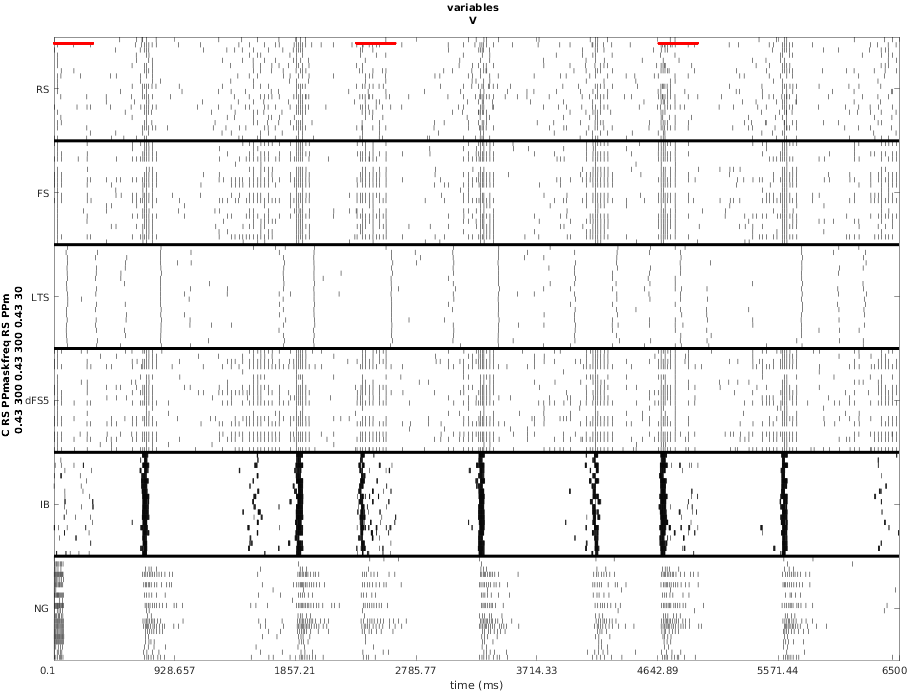 variables
V
C RS PPmaskfreq RS PPm
0.43 300 0.43 300 0.43 30
RS
FS
LTS
dFS5
IB
NG
0.1 928.657 1857.21 2785.77 3714.33 4642.89 5571.44 6500
time (ms)